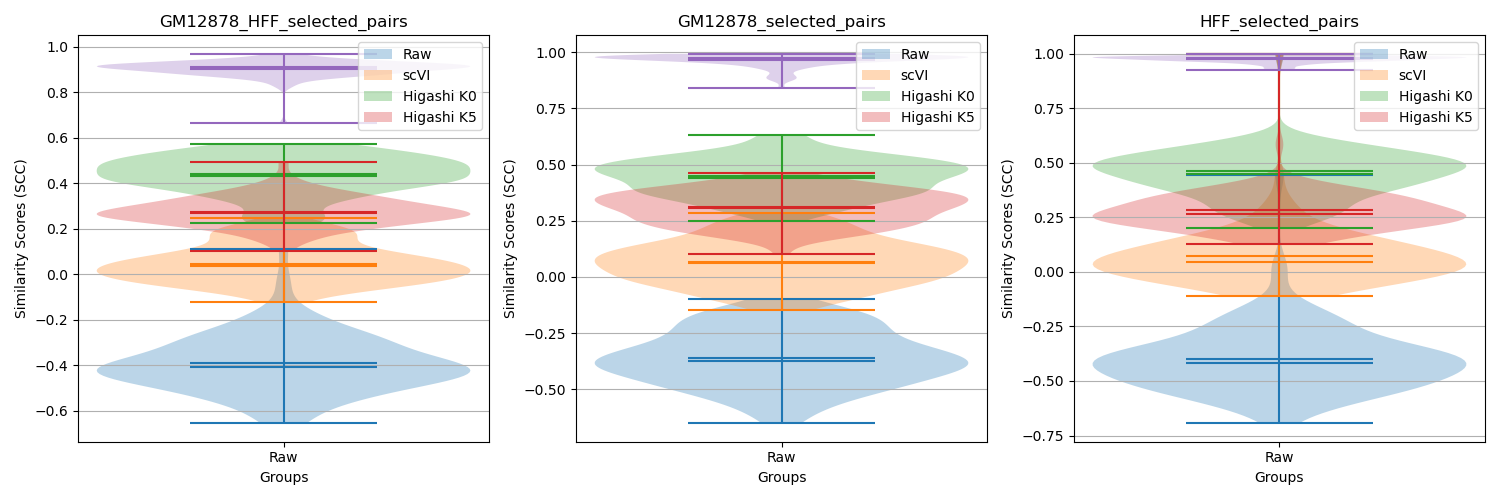 GM12878_HFF_selected_pairs
1.0
0.8
0.6
0.4
0.2
0.0
−0.2
−0.4
−0.6
Similarity Scores (SCC)
Raw
scVI
Higashi K0
Higashi K5
Raw
Groups
GM12878_selected_pairs
1.00
0.75
0.50
0.25
0.00
−0.25
−0.50
Similarity Scores (SCC)
Raw
scVI
Higashi K0
Higashi K5
Raw
Groups
HFF_selected_pairs
1.00
0.75
0.50
0.25
0.00
−0.25
−0.50
−0.75
Similarity Scores (SCC)
Raw
scVI
Higashi K0
Higashi K5
Raw
Groups